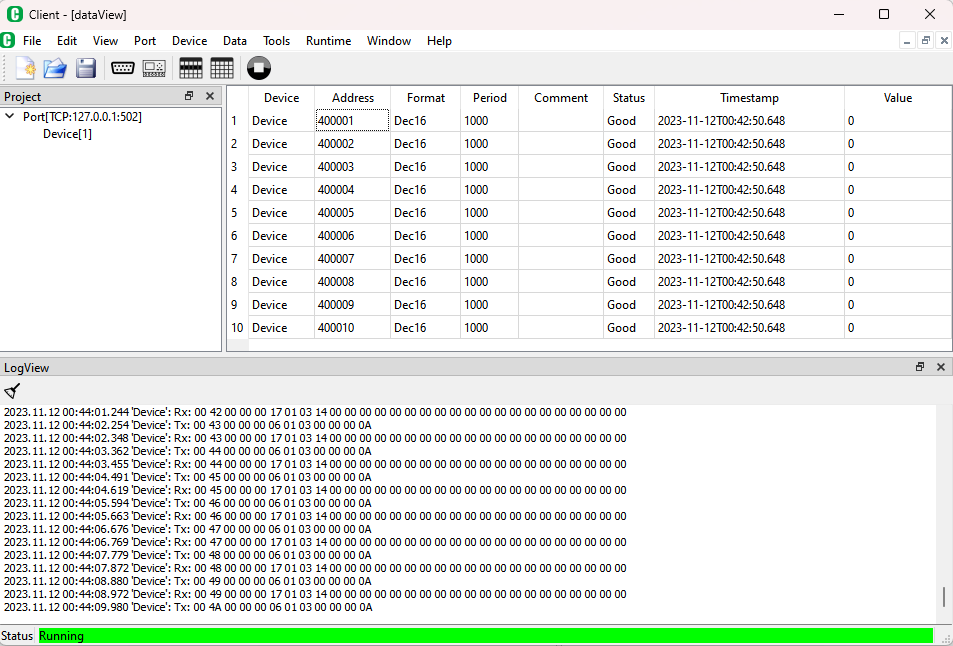 Client - [dataView]
File Edit View Port Device Data Tools Runtime Window Help
Project
Port[TCP:127.0.0.1:502]
Device[1]
Device Address Format Period Comment Status Timestamp Value
1 Device 400001 Dec16 1000 Good 2023-11-12T00:42:50.648 0
2 Device 400002 Dec16 1000 Good 2023-11-12T00:42:50.648 0
3 Device 400003 Dec16 1000 Good 2023-11-12T00:42:50.648 0
4 Device 400004 Dec16 1000 Good 2023-11-12T00:42:50.648 0
5 Device 400005 Dec16 1000 Good 2023-11-12T00:42:50.648 0
6 Device 400006 Dec16 1000 Good 2023-11-12T00:42:50.648 0
7 Device 400007 Dec16 1000 Good 2023-11-12T00:42:50.648 0
8 Device 400008 Dec16 1000 Good 2023-11-12T00:42:50.648 0
9 Device 400009 Dec16 1000 Good 2023-11-12T00:42:50.648 0
10 Device 400010 Dec16 1000 Good 2023-11-12T00:42:50.648 0
LogView
2023.11.12 00:44:01.244 'Device': Rx: 00 42 00 00 00 17 01 03 14 00 00 00 00 00 00 00 00 00 00 00 00 00 00 00 00 00 00 00 00
2023.11.12 00:44:02.254 'Device': Tx: 00 43 00 00 00 06 01 03 00 00 00 0A
2023.11.12 00:44:02.348 'Device': Rx: 00 43 00 00 00 17 01 03 14 00 00 00 00 00 00 00 00 00 00 00 00 00 00 00 00 00 00 00 00
2023.11.12 00:44:03.362 'Device': Tx: 00 44 00 00 00 06 01 03 00 00 00 0A
2023.11.12 00:44:03.455 'Device': Rx: 00 44 00 00 00 17 01 03 14 00 00 00 00 00 00 00 00 00 00 00 00 00 00 00 00 00 00 00 00
2023.11.12 00:44:04.491 'Device': Tx: 00 45 00 00 00 06 01 03 00 00 00 0A
2023.11.12 00:44:04.619 'Device': Rx: 00 45 00 00 00 17 01 03 14 00 00 00 00 00 00 00 00 00 00 00 00 00 00 00 00 00 00 00 00
2023.11.12 00:44:05.594 'Device': Tx: 00 46 00 00 00 06 01 03 00 00 00 0A
2023.11.12 00:44:05.663 'Device': Rx: 00 46 00 00 00 17 01 03 14 00 00 00 00 00 00 00 00 00 00 00 00 00 00 00 00 00 00 00 00
2023.11.12 00:44:06.676 'Device': Tx: 00 47 00 00 00 06 01 03 00 00 00 0A
2023.11.12 00:44:06.769 'Device': Rx: 00 47 00 00 00 17 01 03 14 00 00 00 00 00 00 00 00 00 00 00 00 00 00 00 00 00 00 00 00
2023.11.12 00:44:07.779 'Device': Tx: 00 48 00 00 00 06 01 03 00 00 00 0A
2023.11.12 00:44:07.872 'Device': Rx: 00 48 00 00 00 17 01 03 14 00 00 00 00 00 00 00 00 00 00 00 00 00 00 00 00 00 00 00 00
2023.11.12 00:44:08.880 'Device': Tx: 00 49 00 00 00 06 01 03 00 00 00 0A
2023.11.12 00:44:08.972 'Device': Rx: 00 49 00 00 00 17 01 03 14 00 00 00 00 00 00 00 00 00 00 00 00 00 00 00 00 00 00 00 00
2023.11.12 00:44:09.980 'Device': Tx: 00 4A 00 00 00 06 01 03 00 00 00 0A
Status Running